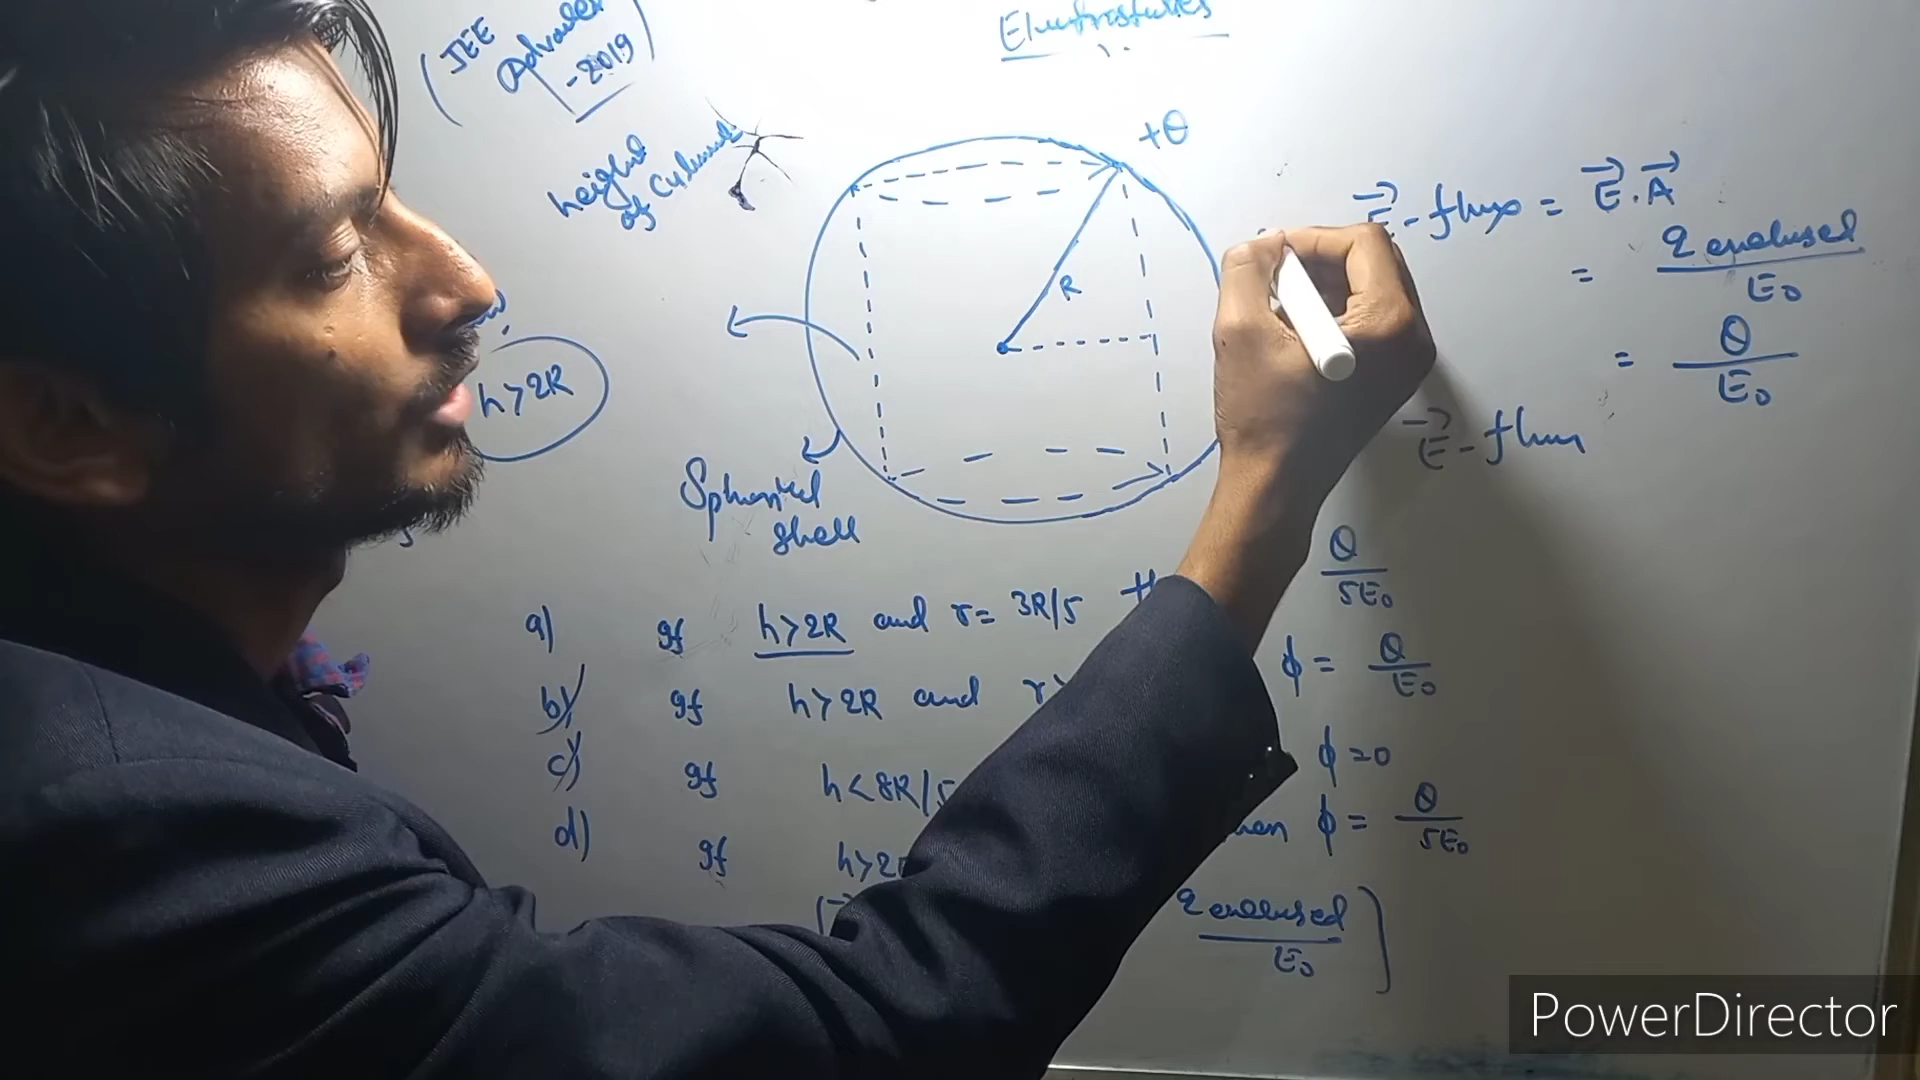 (JEE
Advanced
-2019)
Electrostatics
height
of Cylinder
+Q
R
h>2R
Spherical
shell
E⃗-flux = E⃗.A⃗
= q enclosed / E₀
= Q / E₀
E⃗-flux
a) If h>2R and r= 3R/5 Q / 5E₀
b) If h>2R and r> ϕ = Q / E₀
c) If h<8R/5 ϕ=0
d) If h>2R ϕ = Q / 5E₀
q enclosed / E₀
PowerDirector